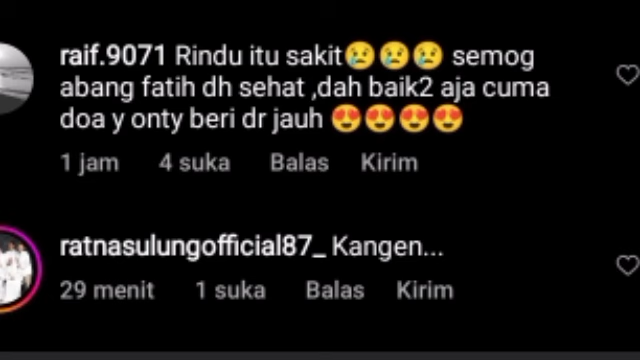 raif.9071 Rindu itu sakit😢😢😢 semog
abang fatih dh sehat ,dah baik2 aja cuma
doa y onty beri dr jauh 😍😍😍😍
1 jam 4 suka Balas Kirim
ratnasulungofficial87_ Kangen...
29 menit 1 suka Balas Kirim